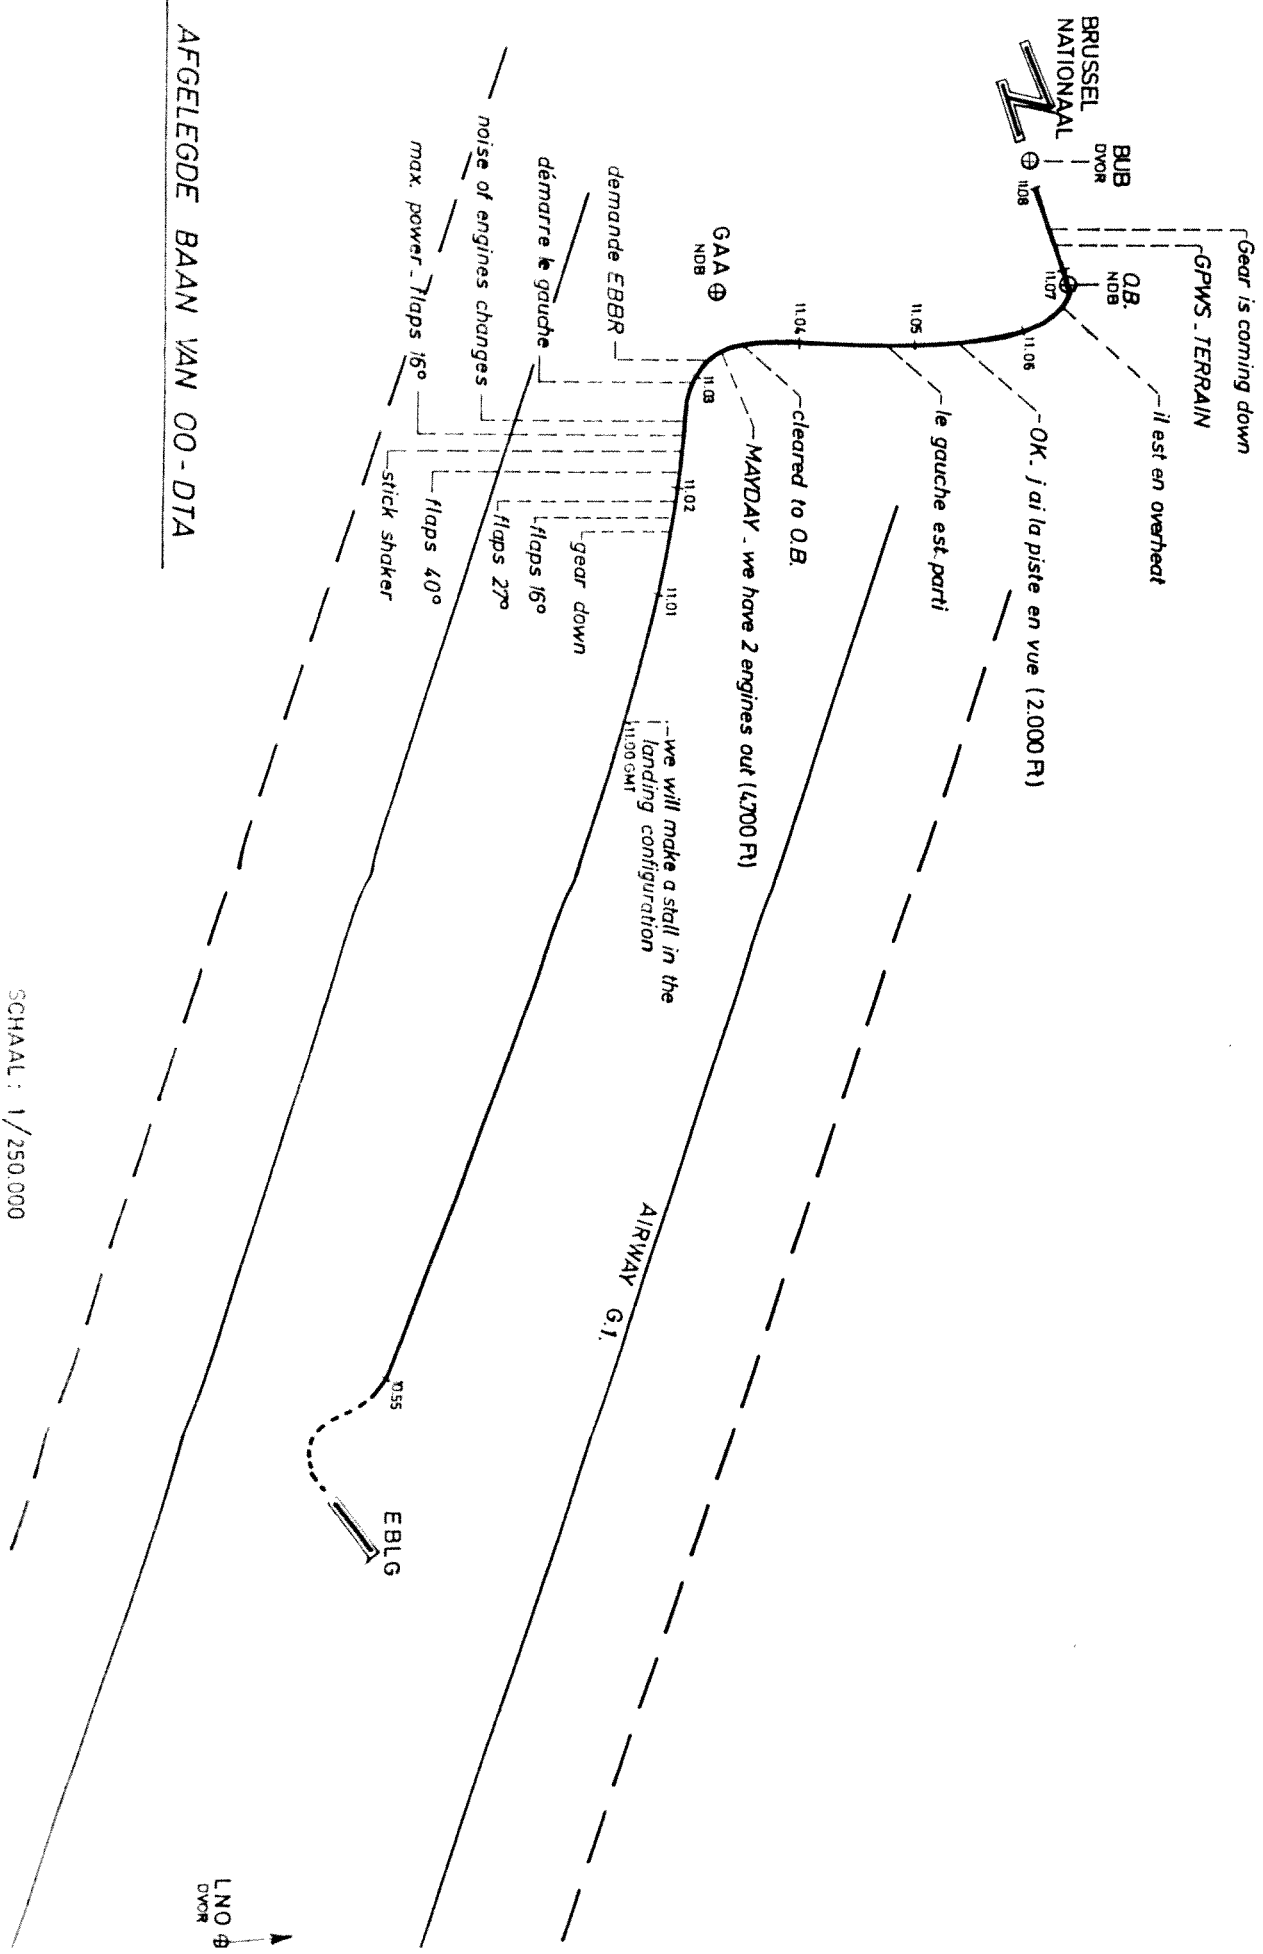 AFGELEGDE BAAN VAN OO-DTA
SCHAAL : 1/250.000
BRUSSEL
NATIONAAL
BUB
DVOR
11.08
Gear is coming down
GPWS_TERRAIN
O.B.
NDB
11.07
il est en overheat
11.06
OK_ j ai la piste en vue (2.000 Ft)
11.05
le gauche est parti
11.04
cleared to O.B.
MAYDAY _ we have 2 engines out (4.700 Ft)
GAA
NDB
11.03
demande EBBR
démarre le gauche
noise of engines changes
max. power _ flaps 16°
stick shaker
flaps 40°
11.02
flaps 27°
flaps 16°
gear down
11.01
we will make a stall in the
landing configuration
11.00 GMT
AIRWAY G.1.
10.55
EBLG
LNO
DVOR